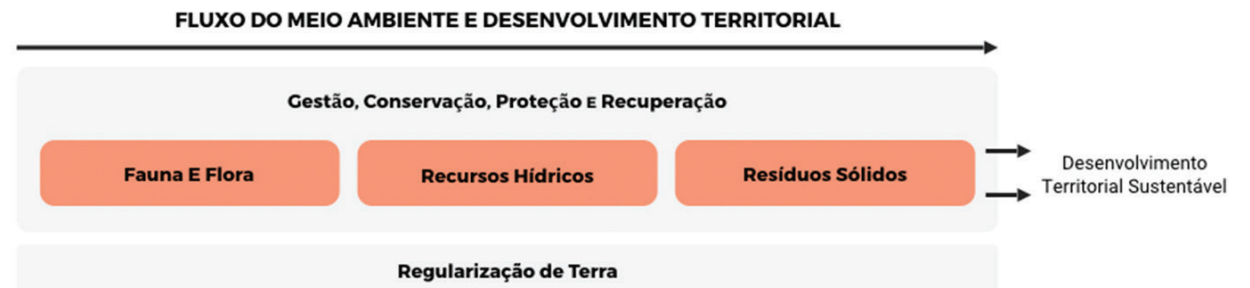 FLUXO DO MEIO AMBIENTE E DESENVOLVIMENTO TERRITORIAL
Gestão, Conservação, Proteção E Recuperação
Fauna E Flora
Recursos Hídricos
Resíduos Sólidos
Desenvolvimento
Territorial Sustentável
Regularização de Terra